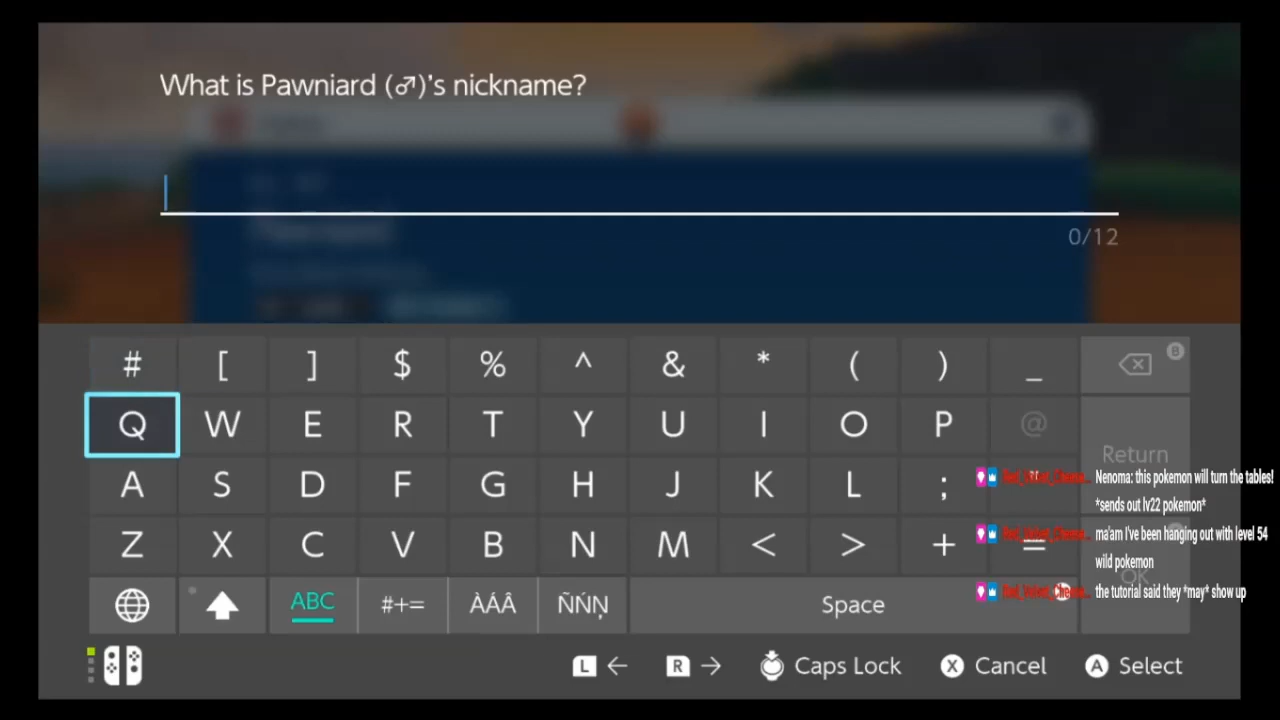 What is Pawniard (♂)'s nickname?
0/12
# [ ] $ % ^ & * ( ) _
Q W E R T Y U I O P @
Return
A S D F G H J K L ;
Nenoma: this pokemon will turn the tables!
*sends out lv22 pokemon*
Z X C V B N M < > + =
ma'am I've been hanging out with level 54
wild pokemon
OK
ABC #+= ÀÁÂ ÑŃŅ Space
the tutorial said they *may* show up
L ← R → Caps Lock X Cancel A Select